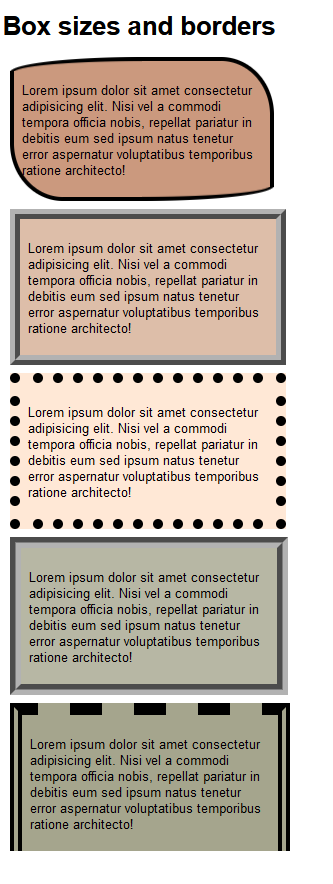 Box sizes and borders
Lorem ipsum dolor sit amet consectetur
adipisicing elit. Nisi vel a commodi
tempora dicta nobis, repellat pariatur in
debitis eum sed ipsum natus tenetur
error aspernatur voluptatibus temporibus
ratione architecto!
Lorem ipsum dolor sit amet consectetur
adipisicing elit. Nisi vel a commodi
tempora dicta nobis, repellat pariatur in
debitis eum sed ipsum natus tenetur
error aspernatur voluptatibus temporibus
ratione architecto!
Lorem ipsum dolor sit amet consectetur
adipisicing elit. Nisi vel a commodi
tempora dicta nobis, repellat pariatur in
debitis eum sed ipsum natus tenetur
error aspernatur voluptatibus temporibus
ratione architecto!
Lorem ipsum dolor sit amet consectetur
adipisicing elit. Nisi vel a commodi
tempora dicta nobis, repellat pariatur in
debitis eum sed ipsum natus tenetur
error aspernatur voluptatibus temporibus
ratione architecto!
Lorem ipsum dolor sit amet consectetur
adipisicing elit. Nisi vel a commodi
tempora dicta nobis, repellat pariatur in
debitis eum sed ipsum natus tenetur
error aspernatur voluptatibus temporibus
ratione architecto!